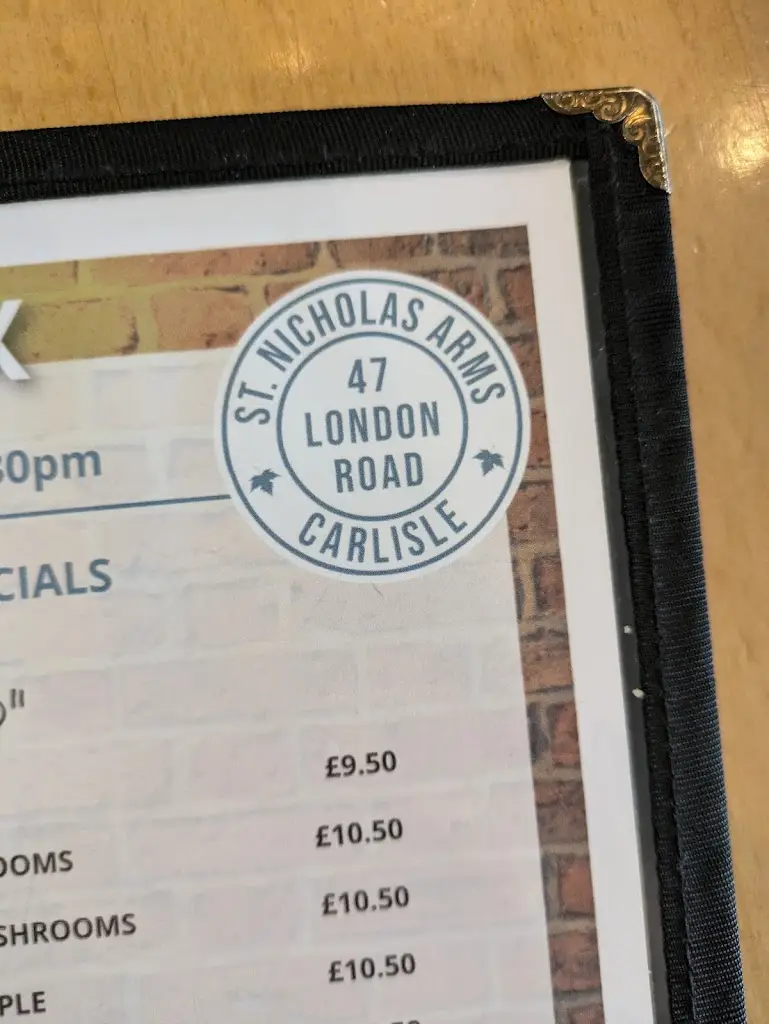 ST. NICHOLAS ARMS
47
LONDON
ROAD
CARLISLE
30pm
CIALS
£9.50
OOMS £10.50
SHROOMS £10.50
PLE £10.50